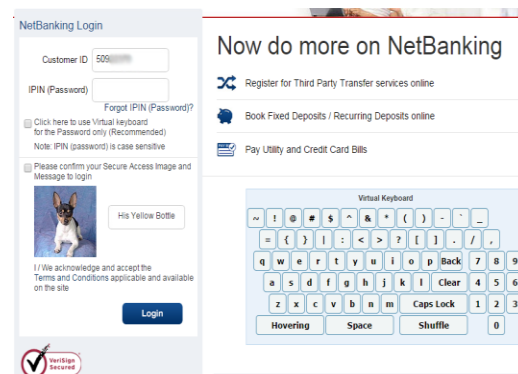 NetBanking Login
Customer ID 509
IPIN (Password)
Forgot IPIN (Password)?
Click here to use Virtual keyboard
for the Password only (Recommended)
Note: IPIN (password) is case sensitive
Please confirm your Secure Access Image and
Message to login
His Yellow Bottle
I / We acknowledge and accept the
Terms and Conditions applicable and available
on the site
Login
VeriSign
Secured
Now do more on NetBanking
Register for Third Party Transfer services online
Book Fixed Deposits / Recurring Deposits online
Pay Utility and Credit Card Bills
Virtual Keyboard
~ ! @ # $ ^ & * ( ) - ` _
= { } | : < > ? [ ] . / ,
q w e r t y u i o p Back 7 8 9
a s d f g h j k l Clear 4 5 6
z x c v b n m Caps Lock 1 2 3
Hovering Space Shuffle 0